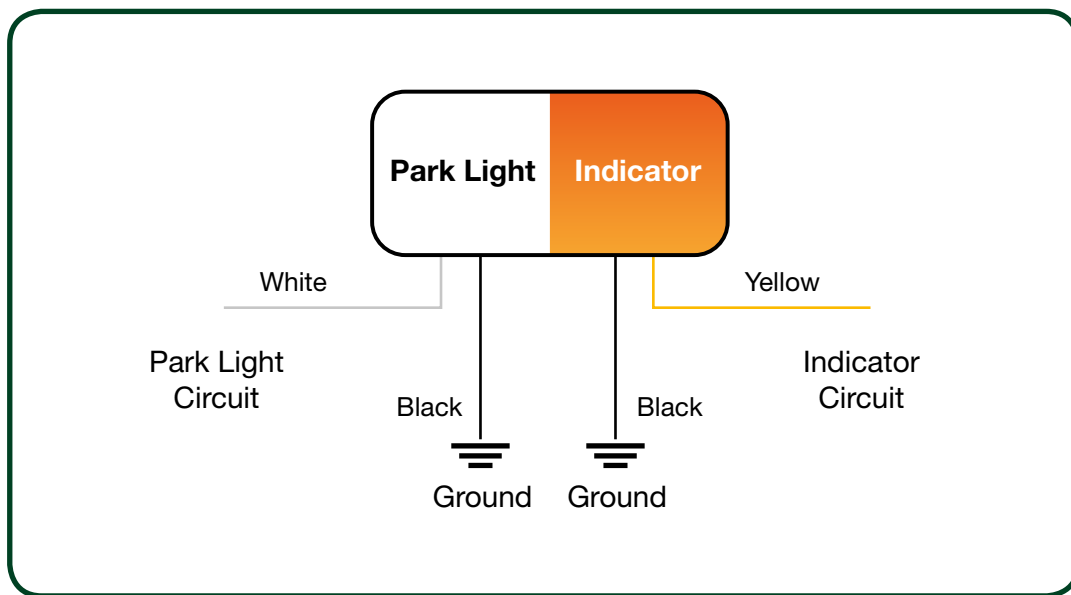 Park Light
Indicator
White
Yellow
Park Light
Circuit
Indicator
Circuit
Black
Black
Ground
Ground